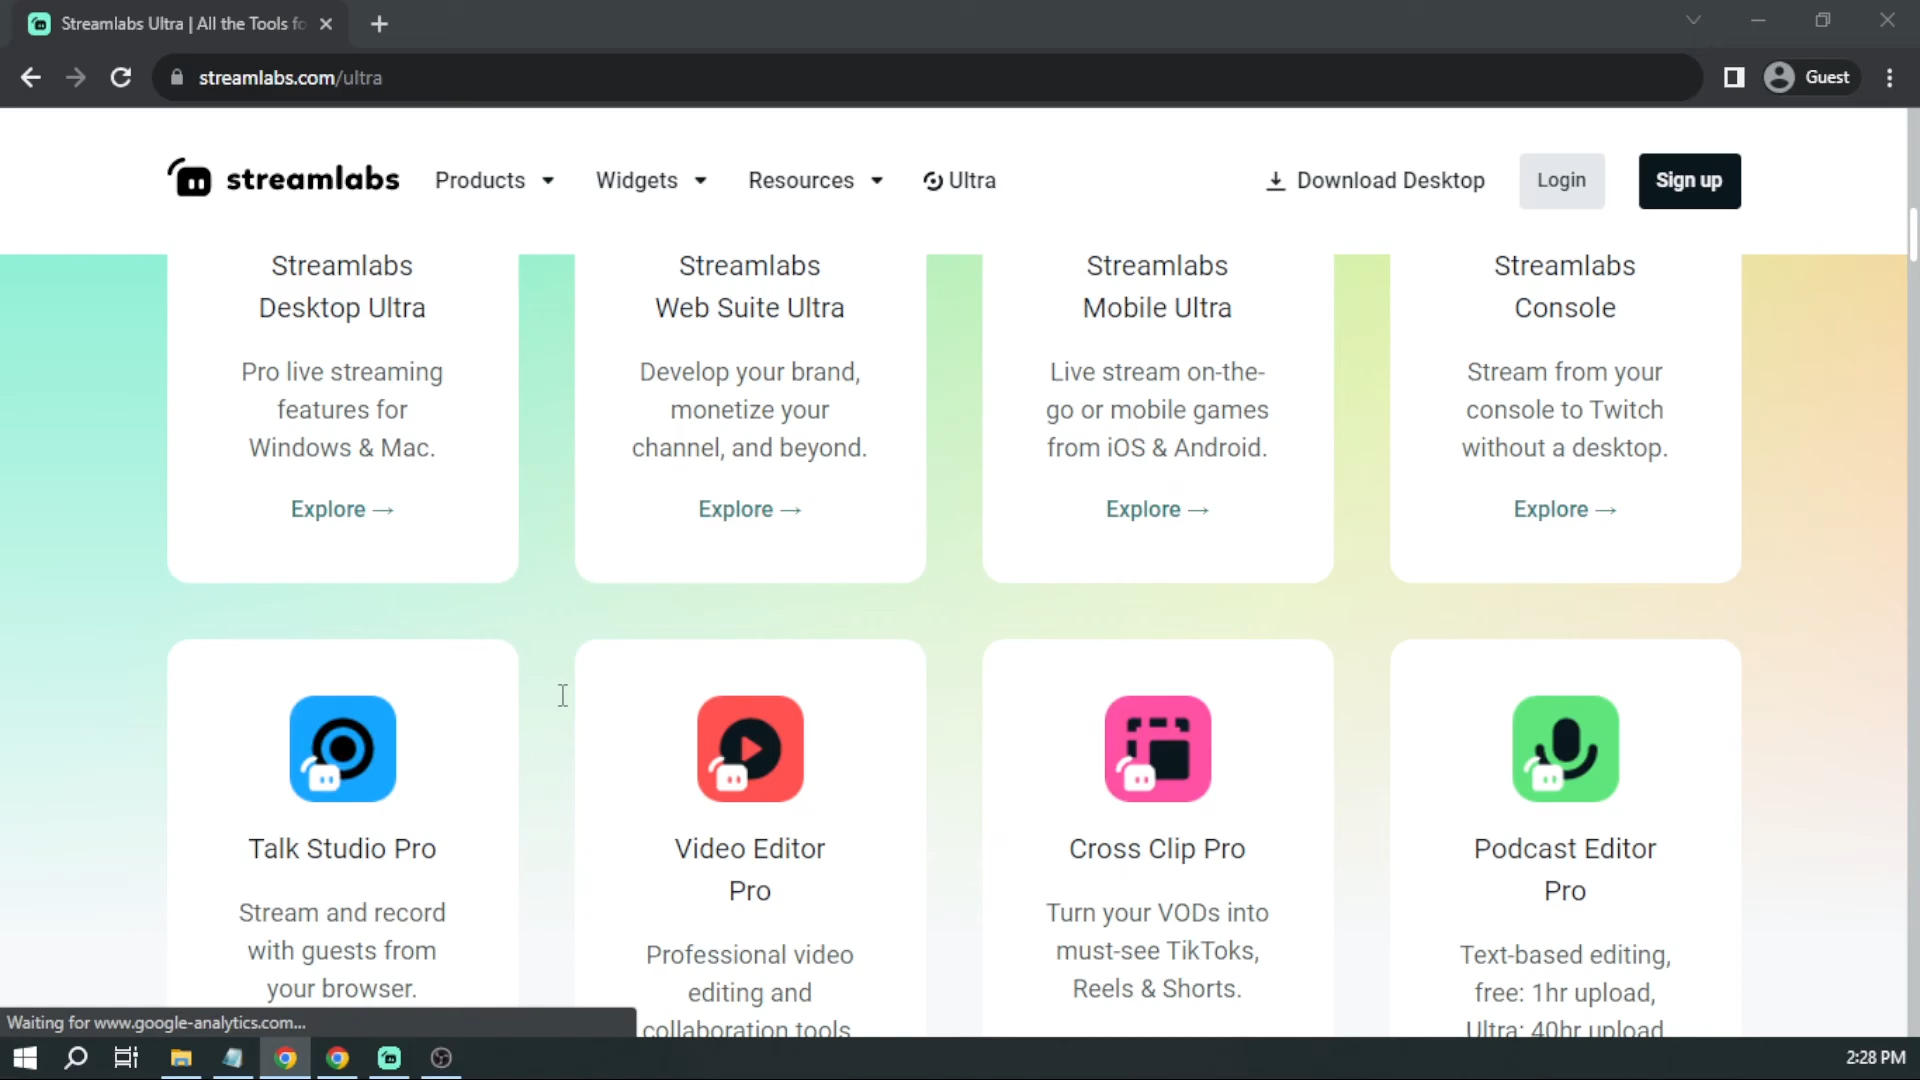 Streamlabs Ultra | All the Tools fo
streamlabs.com/ultra
Guest
streamlabs
Products
Widgets
Resources
Ultra
Download Desktop
Login
Sign up
Streamlabs
Desktop Ultra
Pro live streaming
features for
Windows & Mac.
Explore →
Streamlabs
Web Suite Ultra
Develop your brand,
monetize your
channel, and beyond.
Explore →
Streamlabs
Mobile Ultra
Live stream on-the-
go or mobile games
from iOS & Android.
Explore →
Streamlabs
Console
Stream from your
console to Twitch
without a desktop.
Explore →
Talk Studio Pro
Stream and record
with guests from
your browser.
Video Editor
Pro
Professional video
editing and
collaboration tools
Cross Clip Pro
Turn your VODs into
must-see TikToks,
Reels & Shorts.
Podcast Editor
Pro
Text-based editing,
free: 1hr upload,
Ultra: 40hr upload
Waiting for www.google-analytics.com...
2:28 PM